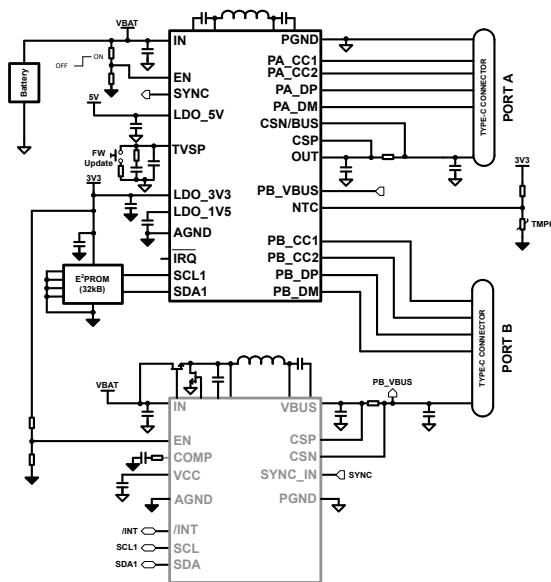 VBAT
IN
PGND
ON
OFF
EN
PA_CC1
PA_CC2
Battery
SYNC
PA_DP
5V
LDO_5V
PA_DM
CSN/BUS
PORT A
TYPE-C CONNECTOR
TVSP
CSP
FW
Update
OUT
3V3
3V3
LDO_3V3
PB_VBUS
LDO_1V5
NTC
TMP6
AGND
PB_CC1
IRQ
PB_CC2
E²PROM
(32kB)
SCL1
PB_DP
SDA1
PB_DM
PORT B
TYPE-C CONNECTOR
VBAT
PB_VBUS
IN
VBUS
EN
CSP
COMP
CSN
VCC
SYNC_IN
SYNC
AGND
PGND
/INT
/INT
SCL1
SCL
SDA1
SDA